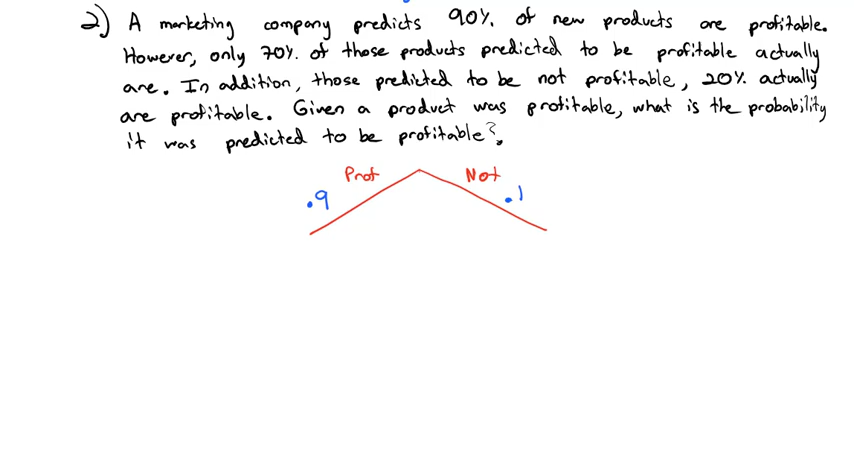 2) A marketing company predicts 90% of new products are profitable.
However, only 70% of those products predicted to be profitable actually
are. In addition, those predicted to be not profitable, 20% actually
are profitable. Given a product was profitable, what is the probability
it was predicted to be profitable?
Prof Not
.9 .1